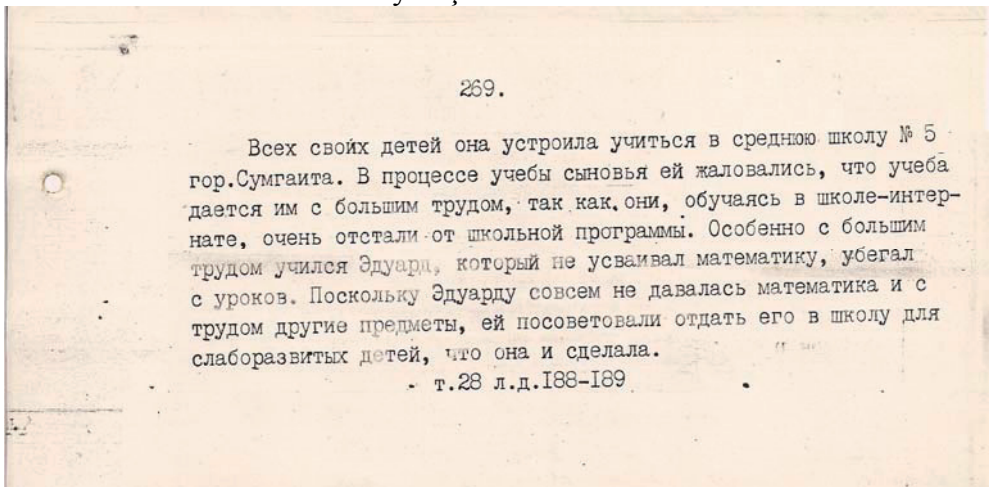 269.
Всех своих детей она устроила учиться в среднюю школу № 5
гор.Сумгаита. В процессе учебы сыновья ей жаловались, что учеба
дается им с большим трудом, так как они, обучаясь в школе-интер-
нате, очень отстали от школьной программы. Особенно с большим
трудом учился Эдуард, который не усваивал математику, убегал
с уроков. Поскольку Эдуарду совсем не давалась математика и с
трудом другие предметы, ей посоветовали отдать его в школу для
слаборазвитых детей, что она и сделала.
т.28 л.д.I88-I89